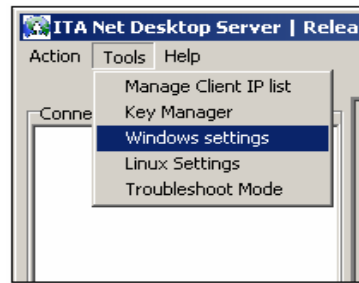 ITA Net Desktop Server | Relea
Action Tools Help
Manage Client IP list
Conne
Key Manager
Windows settings
Linux Settings
Troubleshoot Mode